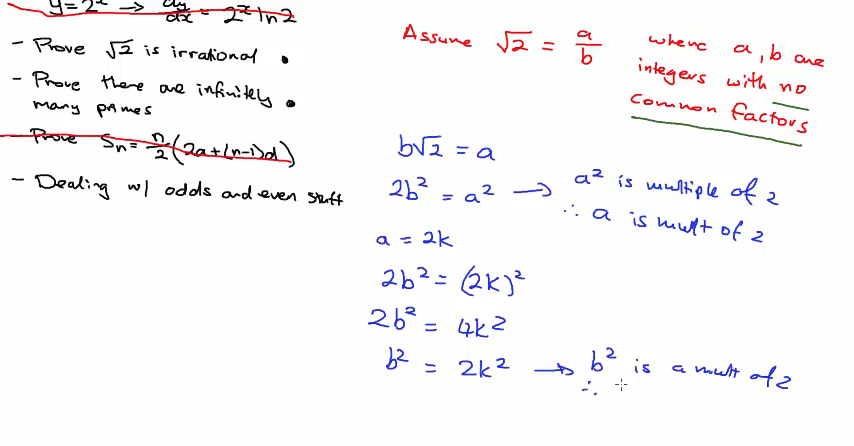 y = 2ˣ → dy/dx = 2ˣ ln 2
- Prove √2 is irrational •
- Prove there are infinitely •
many primes
- Prove Sn = n/2 (2a + (n-1)d)
- Dealing w/ odds and even stuff
Assume √2 = a/b where a, b are
integers with no
common factors
b√2 = a
2b² = a² → a² is multiple of 2
∴ a is mult of 2
a = 2k
2b² = (2k)²
2b² = 4k²
b² = 2k² → b² is a mult of 2
∴